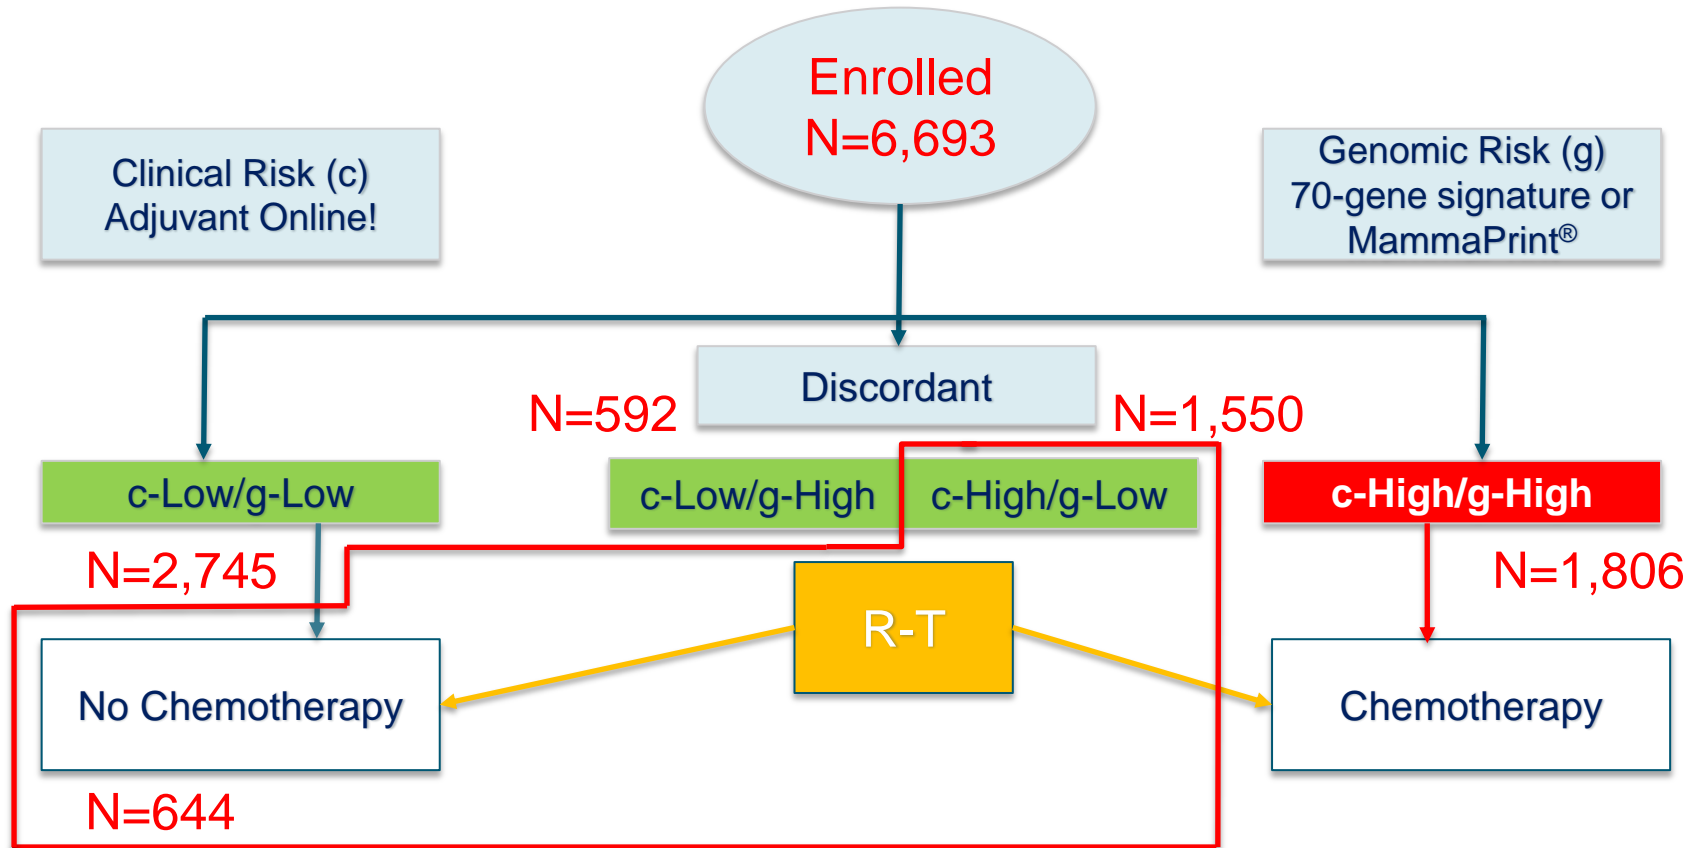 Enrolled
N=6,693
Clinical Risk (c)
Adjuvant Online!
Genomic Risk (g)
70-gene signature or
MammaPrint®
Discordant
N=592
N=1,550
c-Low/g-Low
c-Low/g-High
c-High/g-Low
c-High/g-High
N=2,745
N=1,806
R-T
No Chemotherapy
Chemotherapy
N=644